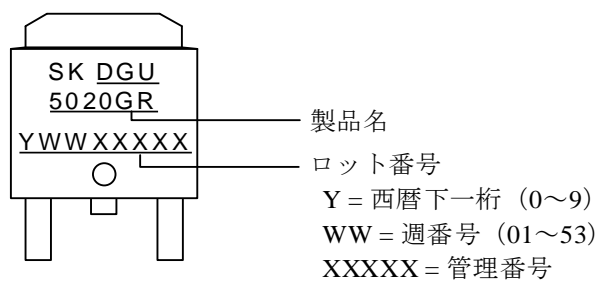 SK DGU
5020GR
YWWXXXXX
製品名
ロット番号
Y = 西暦下一桁（0～9）
WW = 週番号（01～53）
XXXXX = 管理番号